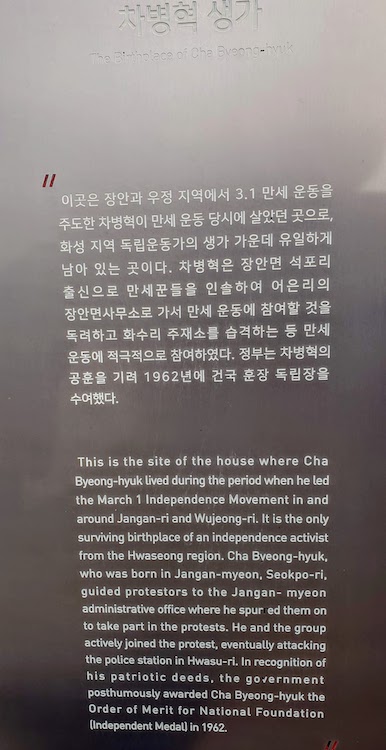 차병혁 생가
The Birthplace of Cha Byeong-hyuk
이곳은 장안과 우정 지역에서 3.1 만세 운동을
주도한 차병혁이 만세 운동 당시에 살았던 곳으로,
화성 지역 독립운동가의 생가 가운데 유일하게
남아 있는 곳이다. 차병혁은 장안면 석포리
출신으로 만세꾼들을 인솔하여 어은리의
장안면사무소로 가서 만세 운동에 참여할 것을
독려하고 화수리 주재소를 습격하는 등 만세
운동에 적극적으로 참여하였다. 정부는 차병혁의
공훈을 기려 1962년에 건국 훈장 독립장을
수여했다.
This is the site of the house where Cha
Byeong-hyuk lived during the period when he led
the March 1 Independence Movement in and
around Jangan-ri and Wujeong-ri. It is the only
surviving birthplace of an independence activist
from the Hwaseong region. Cha Byeong-hyuk,
who was born in Jangan-myeon, Seokpo-ri,
guided protestors to the Jangan- myeon
administrative office where he spur ed them on
to take part in the protests. He and the group
actively joined the protest, eventually attacking
the police station in Hwasu-ri. In recognition of
his patriotic deeds, the government
posthumously awarded Cha Byeong-hyuk the
Order of Merit for National Foundation
(Independent Medal) in 1962.